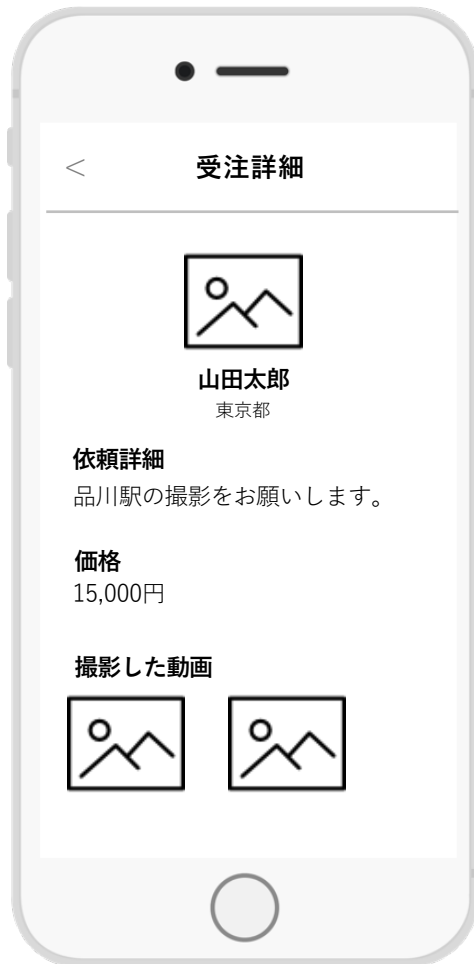 <
受注詳細
山田太郎
東京都
依頼詳細
品川駅の撮影をお願いします。
価格
15,000円
撮影した動画